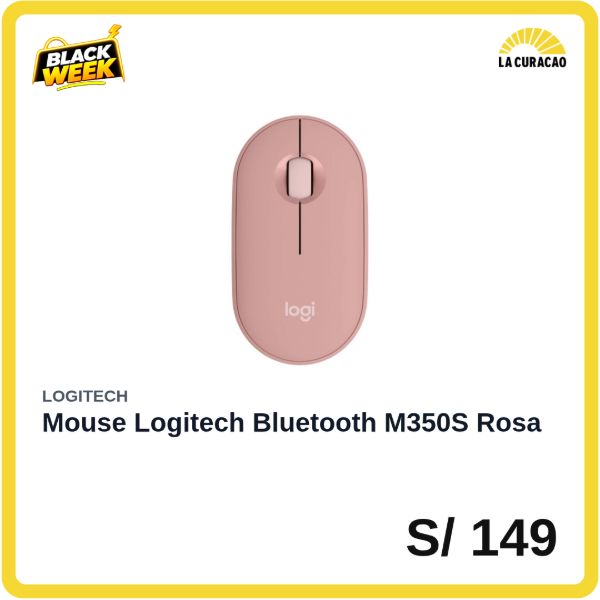 BLACK
WEEK
LA CURACAO
logi
LOGITECH
Mouse Logitech Bluetooth M350S Rosa
S/ 149